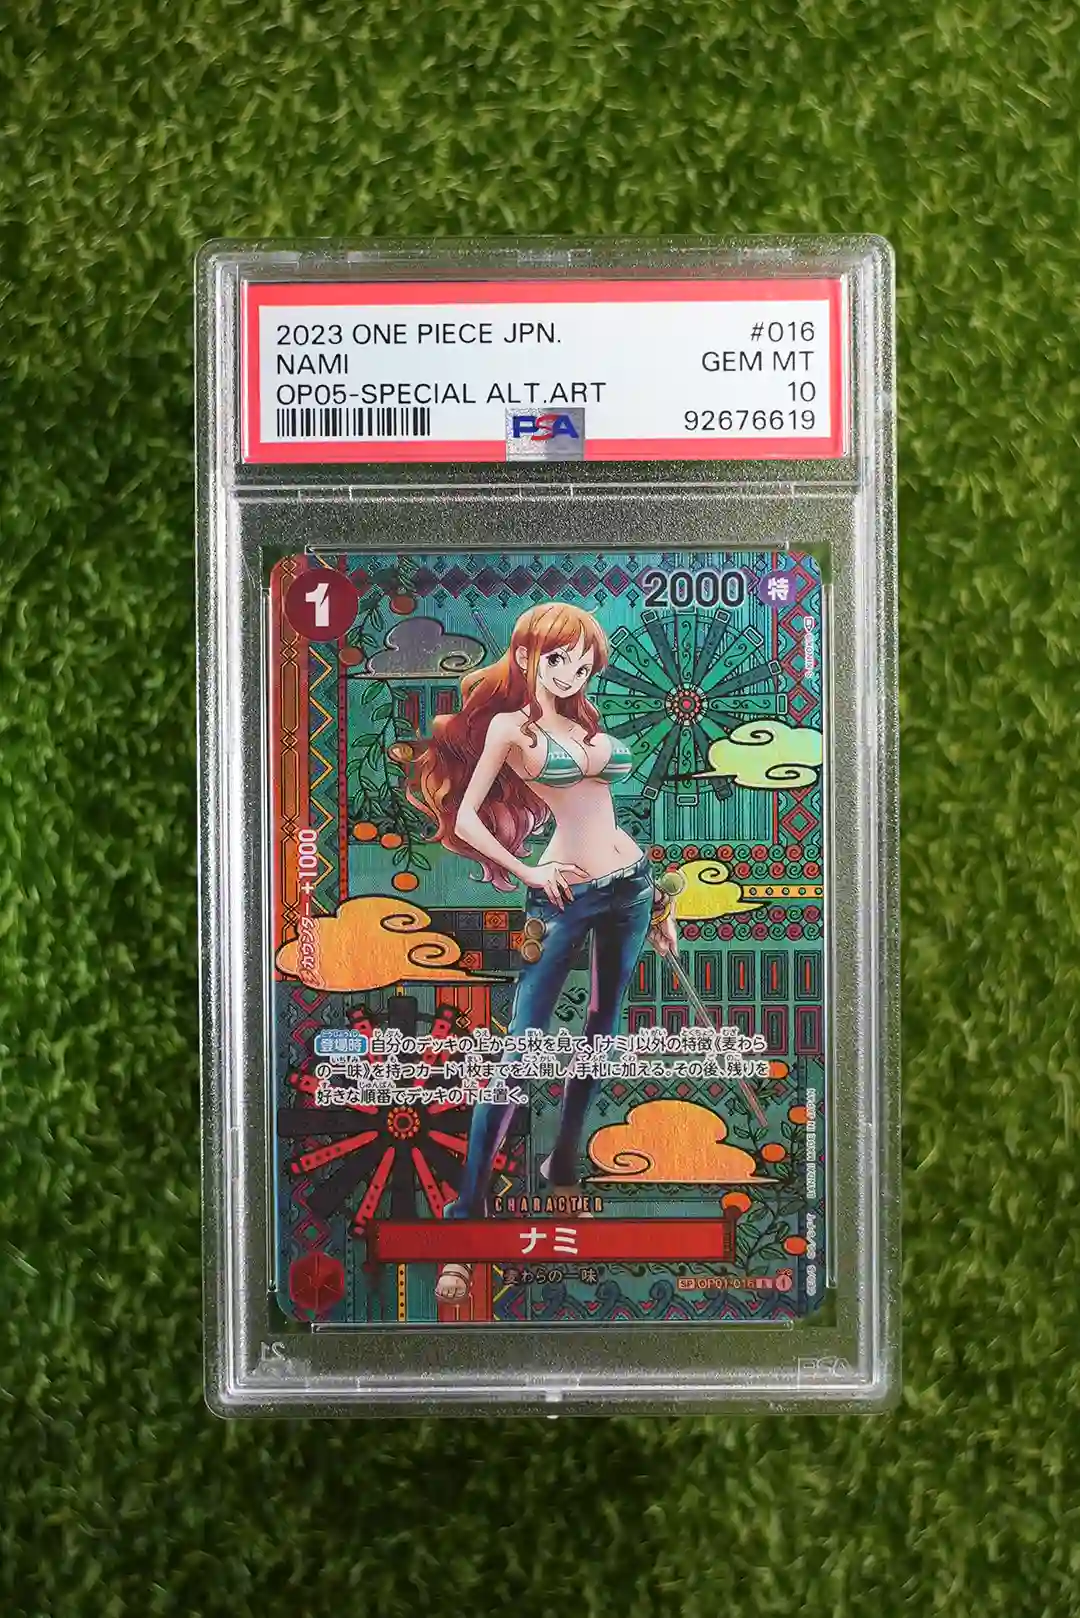 2023 ONE PIECE JPN. #016
NAMI GEM MT
OP05-SPECIAL ALT.ART 10
PSA 92676619
1
2000 特
カウンター +1000
登場時 自分のデッキの上から5枚を見て、「ナミ」以外の特徴《麦わら
の一味》を持つカード1枚までを公開し、手札に加える。その後、残りを
好きな順番でデッキの下に置く。
BANDAI MADE IN JAPAN
CHARACTER
ナミ
麦わらの一味
SP OP01-016 R
PSA